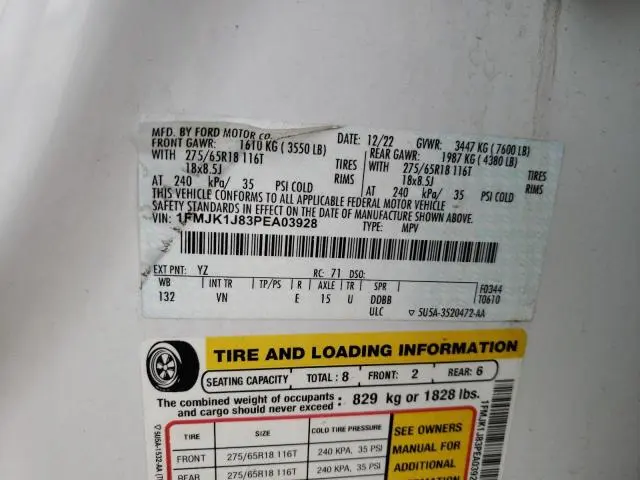 MFD. BY FORD MOTOR CO.
DATE: 12/22 GVWR: 3447 KG (7600 LB)
FRONT GAWR: 1610 KG (3550 LB) REAR GAWR: 1987 KG (4380 LB)
WITH 275/65R18 116T TIRES WITH 275/65R18 116T TIRES
18x8.5J RIMS 18x8.5J RIMS
AT 240 kPa/ 35 PSI COLD AT 240 kPa/ 35 PSI COLD
THIS VEHICLE CONFORMS TO ALL APPLICABLE FEDERAL MOTOR VEHICLE
SAFETY STANDARDS IN EFFECT ON THE DATE OF MANUFACTURE SHOWN ABOVE.
VIN: 1FMJK1J83PEA03928 TYPE: MPV
EXT PNT: YZ RC: 71 DSO:
WB INT TR TP/PS R AXLE TR SPR F0344
132 VN E 15 U DDBB T0610
ULC ▽ 5U5A-3520472-AA
TIRE AND LOADING INFORMATION
SEATING CAPACITY TOTAL: 8 FRONT: 2 REAR: 6
The combined weight of occupants
and cargo should never exceed : 829 kg or 1828 lbs.
TIRE SIZE COLD TIRE PRESSURE
FRONT 275/65R18 116T 240 KPA, 35 PSI
REAR 275/65R18 116T 240 KPA, 35 PSI
SEE OWNERS
MANUAL FOR
ADDITIONAL
1FMJK1J83PEA0392